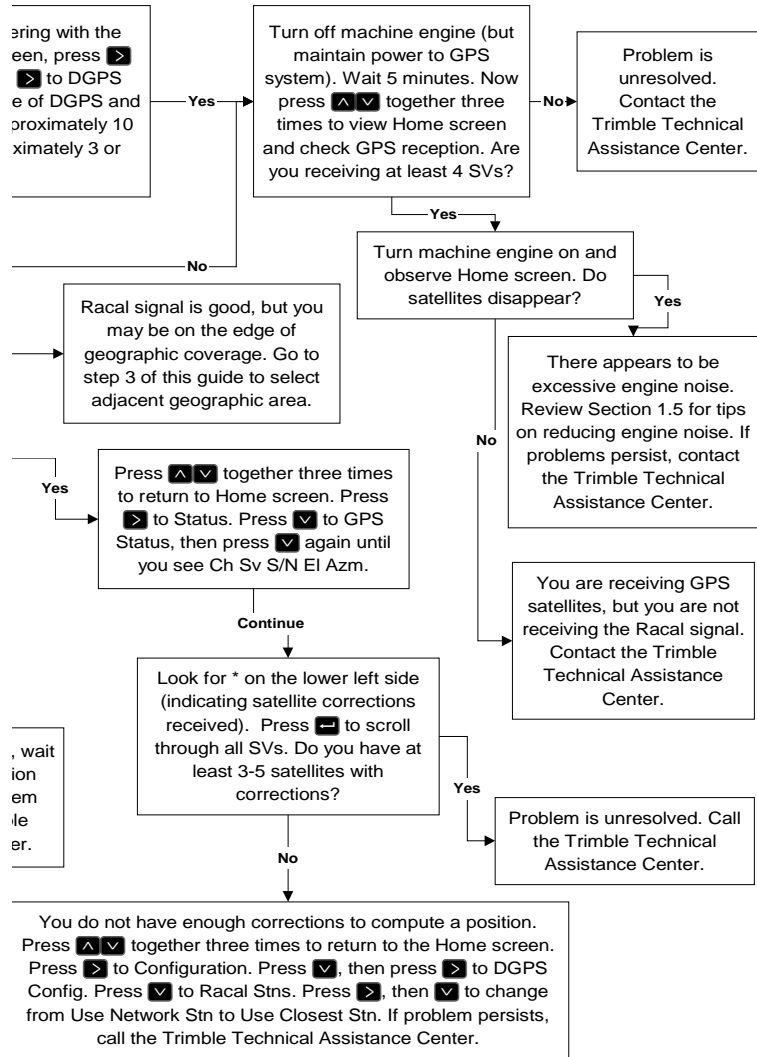 ering with the
een, press >
> to DGPS
e of DGPS and
proximately 10
ximately 3 or
Yes
Turn off machine engine (but
maintain power to GPS
system). Wait 5 minutes. Now
press ∧ ∨ together three
times to view Home screen
and check GPS reception. Are
you receiving at least 4 SVs?
No
Problem is
unresolved.
Contact the
Trimble Technical
Assistance Center.
Yes
No
Turn machine engine on and
observe Home screen. Do
satellites disappear?
Yes
Racal signal is good, but you
may be on the edge of
geographic coverage. Go to
step 3 of this guide to select
adjacent geographic area.
There appears to be
excessive engine noise.
Review Section 1.5 for tips
on reducing engine noise. If
problems persist, contact
the Trimble Technical
Assistance Center.
No
Yes
Press ∧ ∨ together three times
to return to Home screen. Press
> to Status. Press ∨ to GPS
Status, then press ∨ again until
you see Ch Sv S/N El Azm.
You are receiving GPS
satellites, but you are not
receiving the Racal signal.
Contact the Trimble
Technical Assistance
Center.
Continue
Look for * on the lower left side
(indicating satellite corrections
received). Press ↵ to scroll
through all SVs. Do you have at
least 3-5 satellites with
corrections?
, wait
ion
em
le
er.
Yes
Problem is unresolved. Call
the Trimble Technical
Assistance Center.
No
You do not have enough corrections to compute a position.
Press ∧ ∨ together three times to return to the Home screen.
Press > to Configuration. Press ∨, then press > to DGPS
Config. Press ∨ to Racal Stns. Press >, then ∨ to change
from Use Network Stn to Use Closest Stn. If problem persists,
call the Trimble Technical Assistance Center.